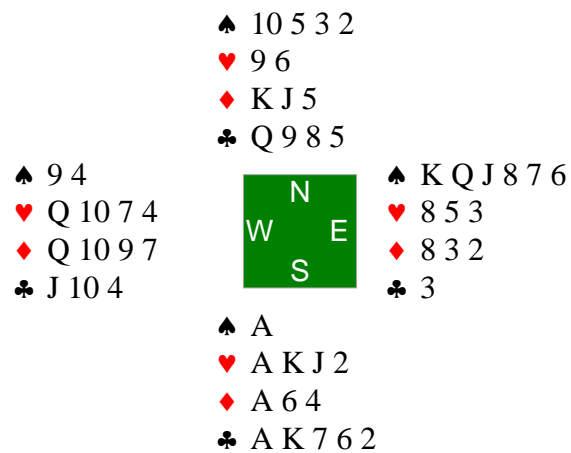 ♠ 10 5 3 2
♥ 9 6
♦ K J 5
♣ Q 9 8 5
♠ 9 4
♥ Q 10 7 4
♦ Q 10 9 7
♣ J 10 4
N
W E
S
♠ K Q J 8 7 6
♥ 8 5 3
♦ 8 3 2
♣ 3
♠ A
♥ A K J 2
♦ A 6 4
♣ A K 7 6 2